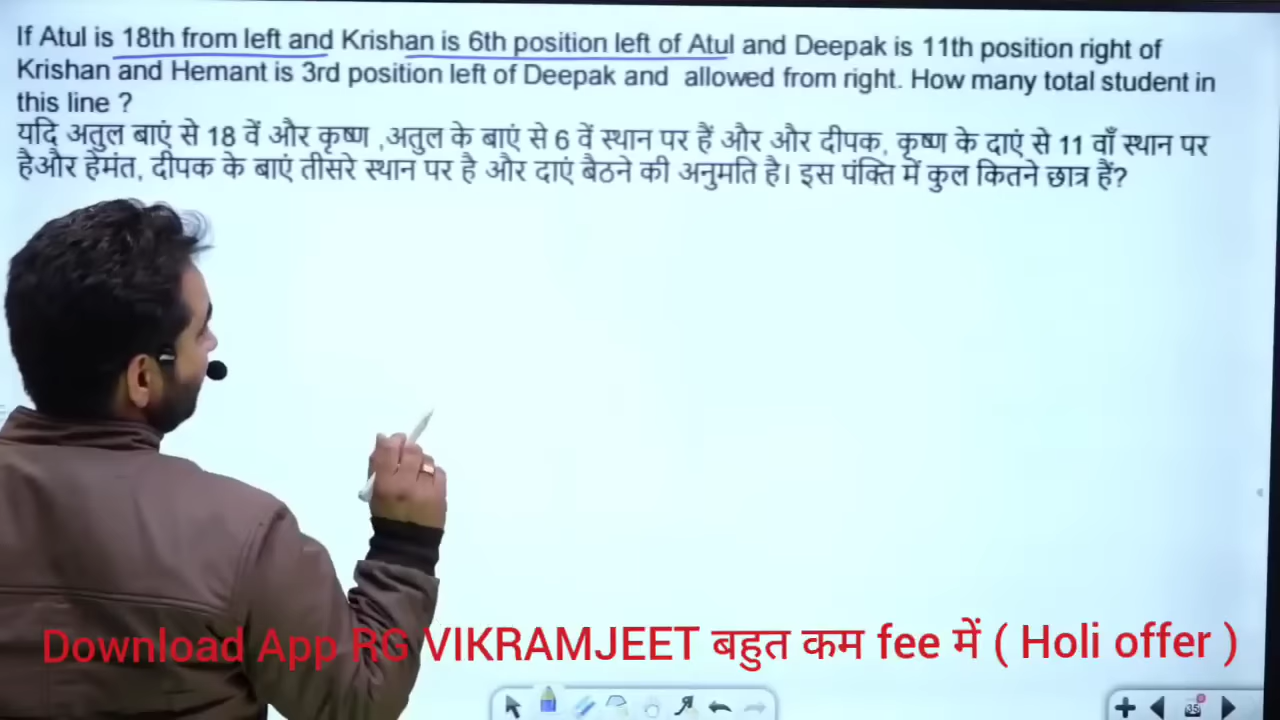 If Atul is 18th from left and Krishan is 6th position left of Atul and Deepak is 11th position right of
Krishan and Hemant is 3rd position left of Deepak and allowed from right. How many total student in
this line ?
यदि अतुल बाएं से 18 वें और कृष्ण ,अतुल के बाएं से 6 वें स्थान पर हैं और और दीपक, कृष्ण के दाएं से 11 वाँ स्थान पर
हैऔर हेमंत, दीपक के बाएं तीसरे स्थान पर है और दाएं बैठने की अनुमति है। इस पंक्ति में कुल कितने छात्र हैं?
Download App RG VIKRAMJEET बहुत कम fee में ( Holi offer )
35